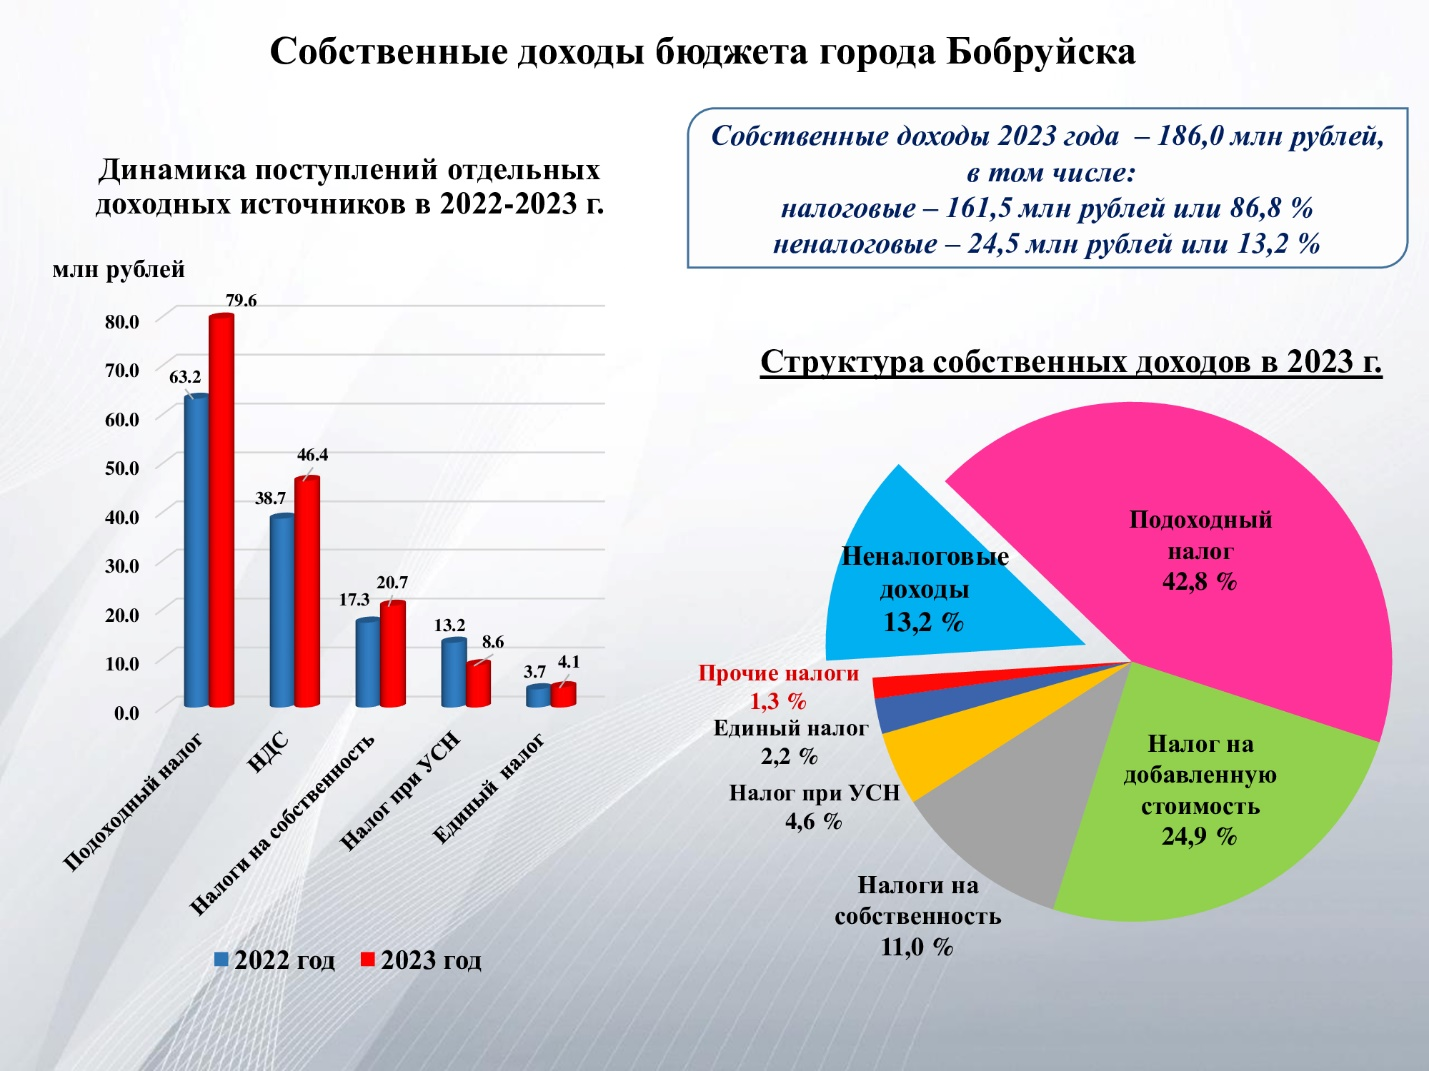 Собственные доходы бюджета города Бобруйска
Собственные доходы 2023 года – 186,0 млн рублей,
в том числе:
налоговые – 161,5 млн рублей или 86,8 %
неналоговые – 24,5 млн рублей или 13,2 %
Динамика поступлений отдельных
доходных источников в 2022-2023 г.
млн рублей
80.0
70.0
60.0
50.0
40.0
30.0
20.0
10.0
0.0
63.2
79.6
38.7
46.4
17.3
20.7
13.2
8.6
3.7
4.1
Подоходный налог
НДС
Налоги на собственность
Налог при УСН
Единый налог
2022 год
2023 год
Структура собственных доходов в 2023 г.
Подоходный
налог
42,8 %
Налог на
добавленную
стоимость
24,9 %
Налоги на
собственность
11,0 %
Налог при УСН
4,6 %
Единый налог
2,2 %
Прочие налоги
1,3 %
Неналоговые
доходы
13,2 %